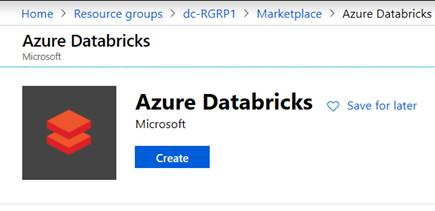 Home > Resource groups > dc-RGRP1 > Marketplace > Azure Databricks
Azure Databricks
Microsoft
Azure Databricks
Save for later
Microsoft
Create